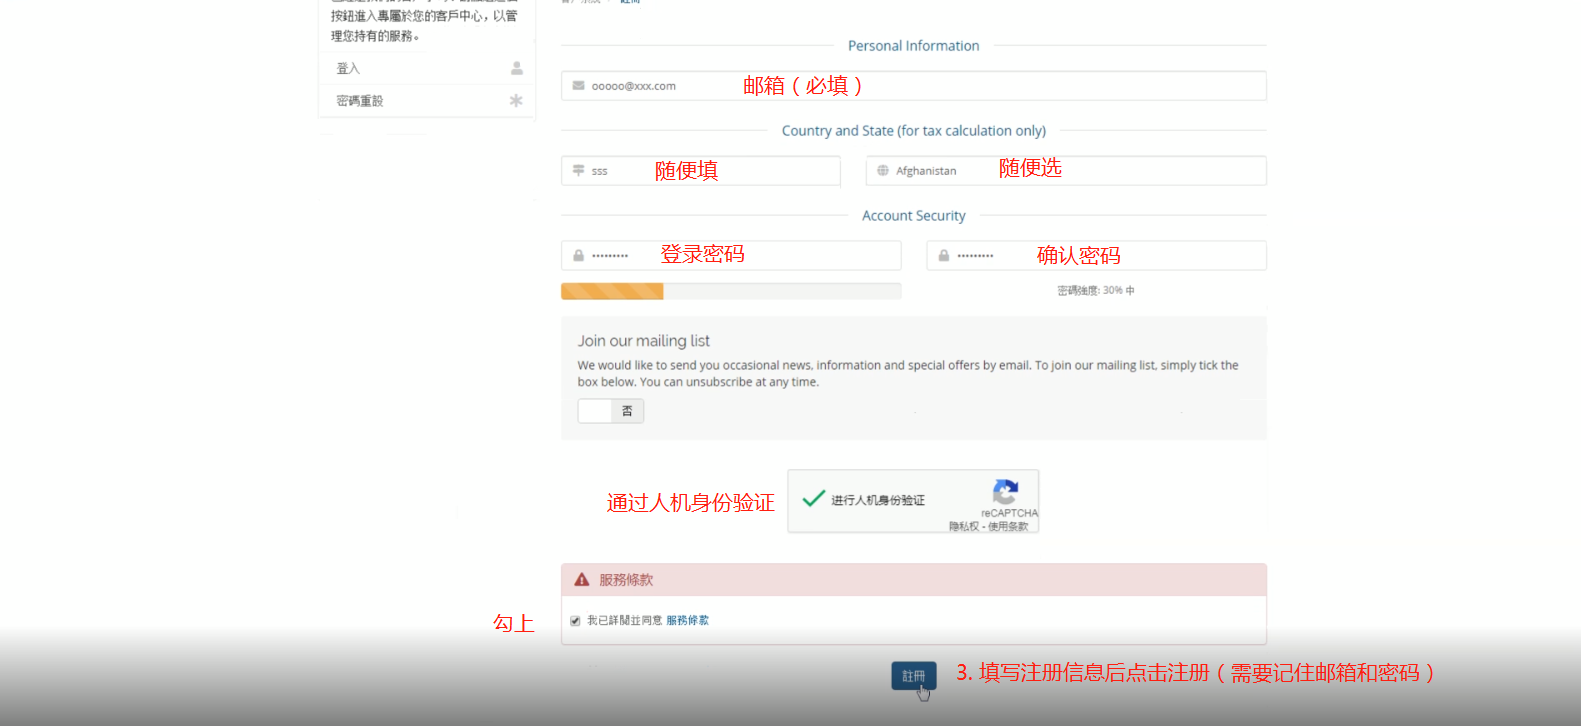 按鈕進入專屬於您的客戶中心，以管
理您持有的服務。
登入
密碼重設
註冊
Personal Information
ooooo@xxx.com
邮箱（必填）
Country and State (for tax calculation only)
sss
随便填
Afghanistan
随便选
Account Security
•••••••••
登录密码
•••••••••
确认密码
密碼強度: 30% 中
Join our mailing list
We would like to send you occasional news, information and special offers by email. To join our mailing list, simply tick the
box below. You can unsubscribe at any time.
否
通过人机身份验证
进行人机身份验证
reCAPTCHA
隐私权 - 使用条款
服務條款
勾上
我已詳閱並同意 服務條款
註冊
3. 填写注册信息后点击注册（需要记住邮箱和密码）